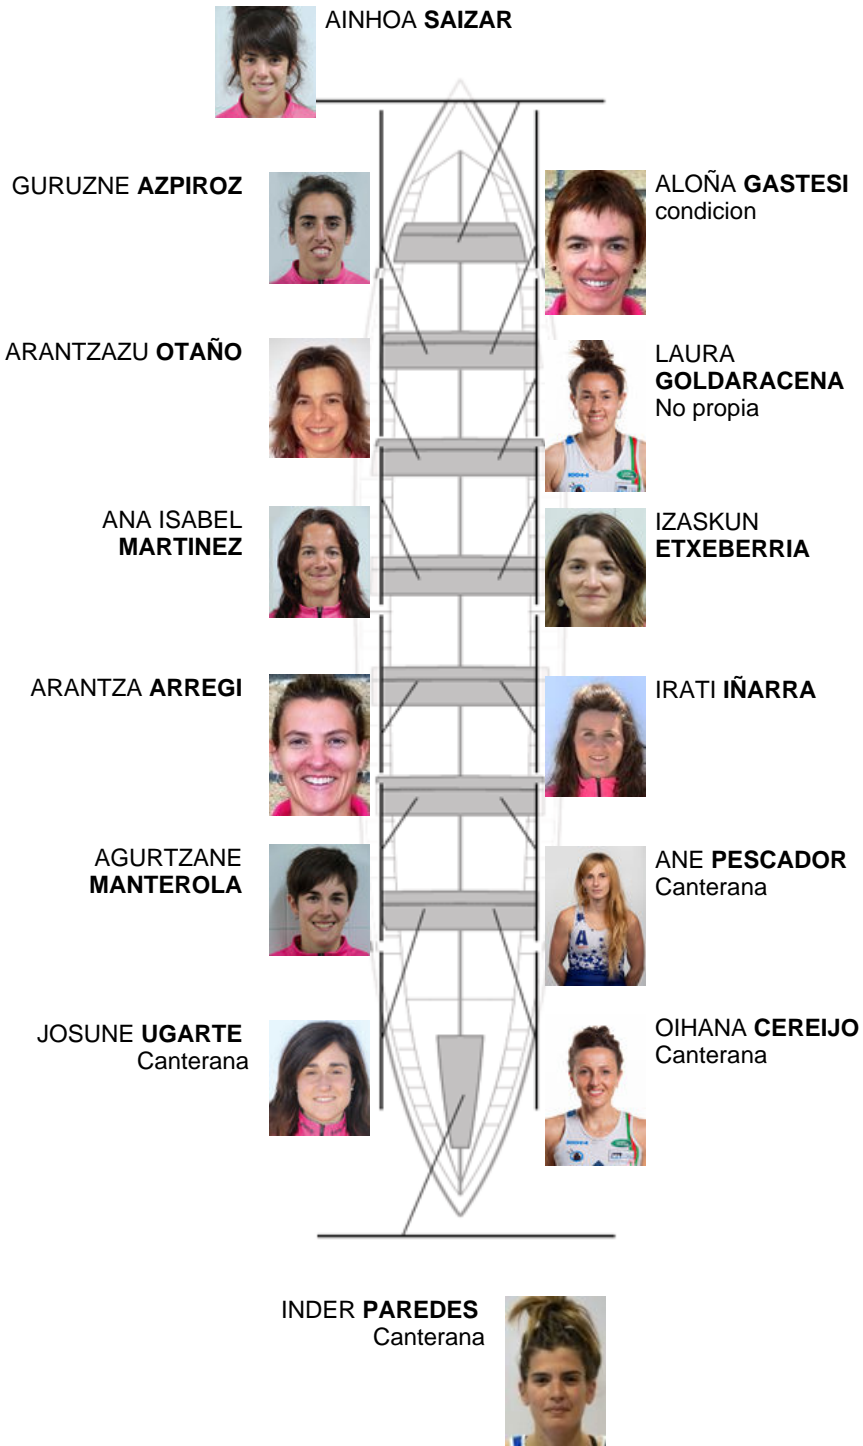 AINHOA SAIZAR
GURUZNE AZPIROZ
ALOÑA GASTESI
condicion
ARANTZAZU OTAÑO
LAURA
GOLDARACENA
No propia
ANA ISABEL
MARTINEZ
IZASKUN
ETXEBERRIA
ARANTZA ARREGI
IRATI IÑARRA
AGURTZANE
MANTEROLA
ANE PESCADOR
Canterana
A
JOSUNE UGARTE
Canterana
OIHANA CEREIJO
Canterana
INDER PAREDES
Canterana